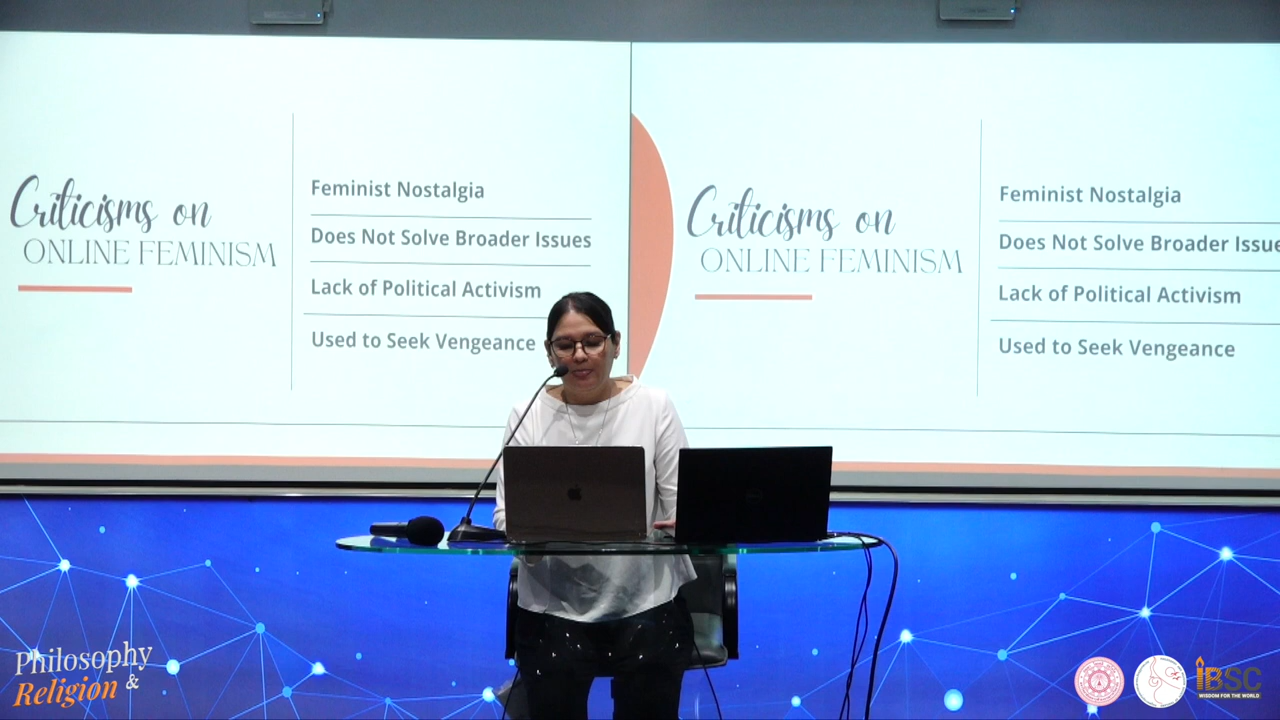 Criticisms on
ONLINE FEMINISM
Feminist Nostalgia
Does Not Solve Broader Issues
Lack of Political Activism
Used to Seek Vengeance
Criticisms on
ONLINE FEMINISM
Feminist Nostalgia
Does Not Solve Broader Issue
Lack of Political Activism
Used to Seek Vengeance
Philosophy
Religion &
iBSC
WISDOM FOR THE WORLD